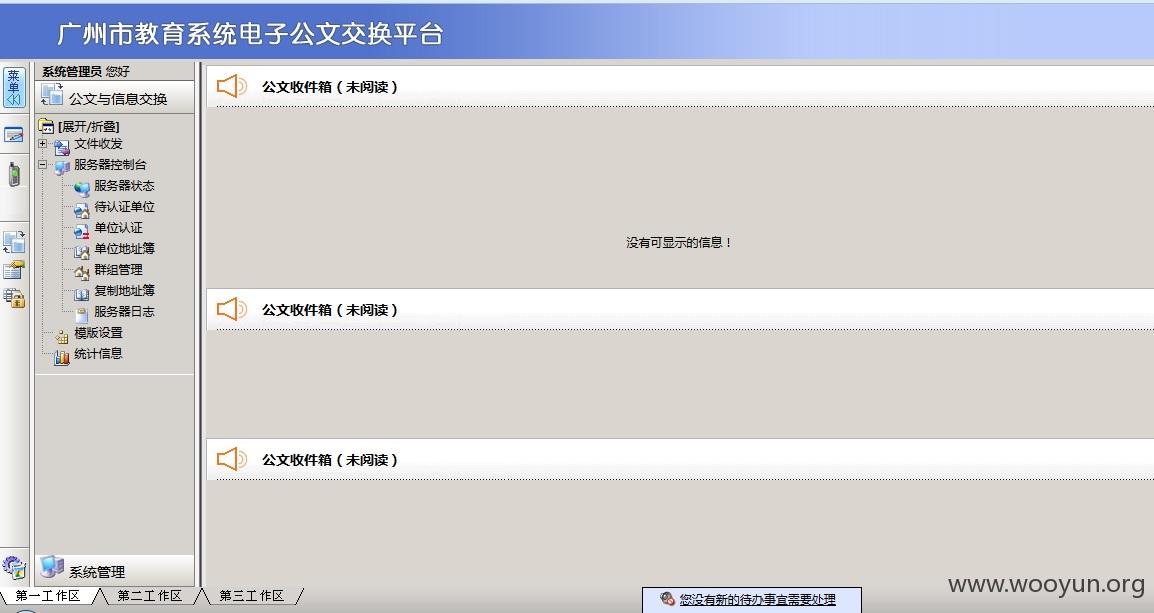 广州市教育系统电子公文交换平台
菜单
系统管理员 您好
公文与信息交换
[展开/折叠]
文件收发
服务器控制台
服务器状态
待认证单位
单位认证
单位地址簿
群组管理
复制地址簿
服务器日志
模版设置
统计信息
系统管理
公文收件箱（未阅读）
没有可显示的信息！
公文收件箱（未阅读）
公文收件箱（未阅读）
第一工作区 第二工作区 第三工作区
您没有新的待办事宜需要处理
www.wooyun.org